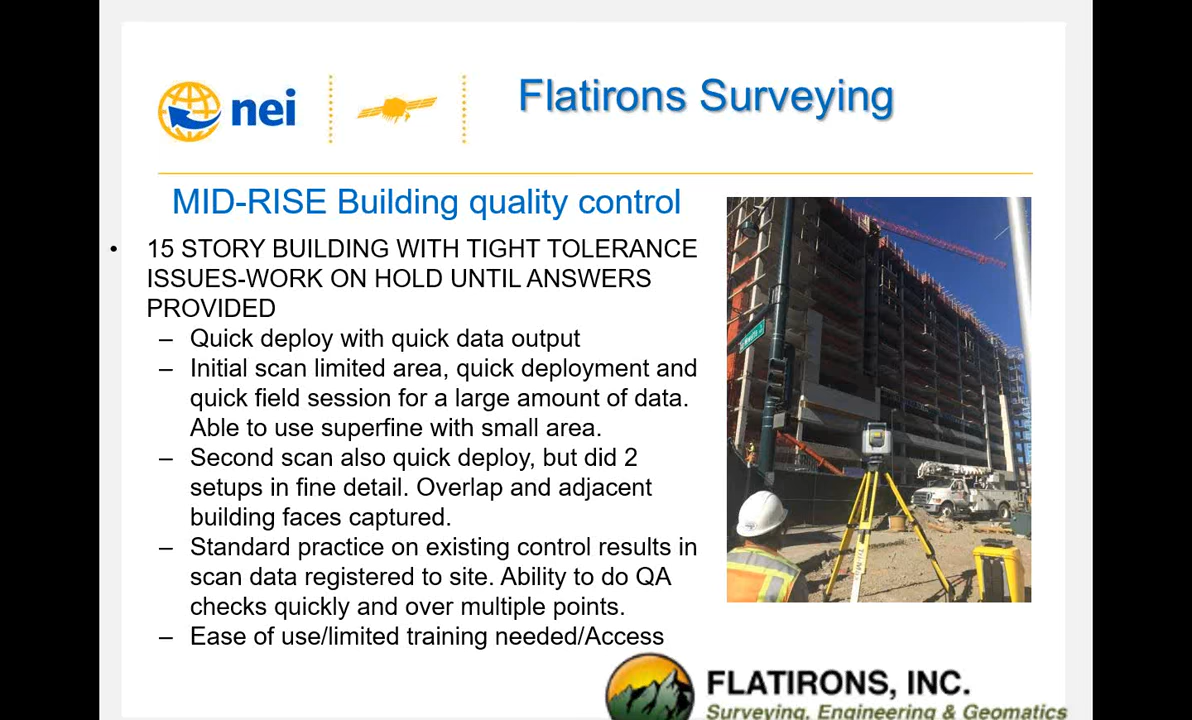 nei
Flatirons Surveying
MID-RISE Building quality control
• 15 STORY BUILDING WITH TIGHT TOLERANCE
ISSUES-WORK ON HOLD UNTIL ANSWERS
PROVIDED
– Quick deploy with quick data output
– Initial scan limited area, quick deployment and
quick field session for a large amount of data.
Able to use superfine with small area.
– Second scan also quick deploy, but did 2
setups in fine detail. Overlap and adjacent
building faces captured.
– Standard practice on existing control results in
scan data registered to site. Ability to do QA
checks quickly and over multiple points.
– Ease of use/limited training needed/Access
FLATIRONS, INC.
Surveying, Engineering & Geomatics